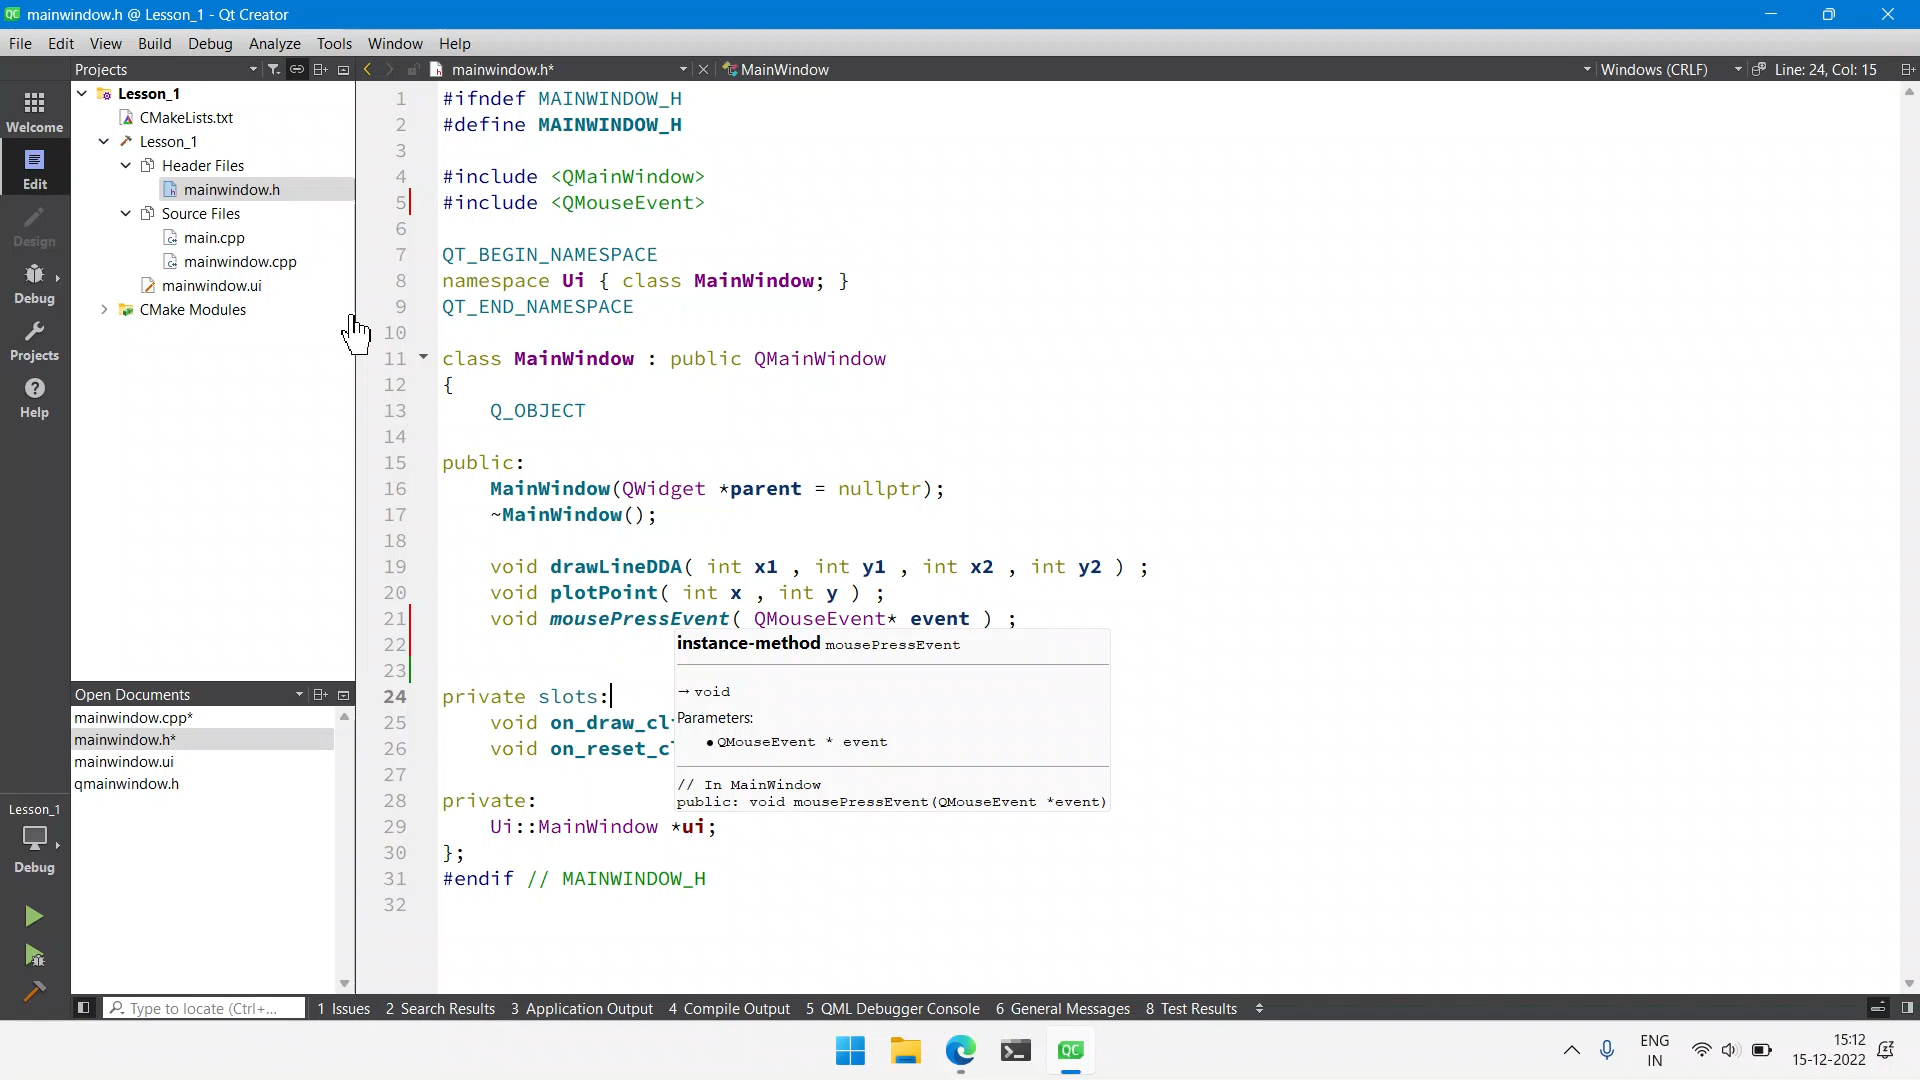 mainwindow.h @ Lesson_1 - Qt Creator
File Edit View Build Debug Analyze Tools Window Help
Projects
mainwindow.h*
MainWindow
Windows (CRLF)
Line: 24, Col: 15
Welcome
Edit
Design
Debug
Projects
Help
Lesson_1
Debug
Lesson_1
CMakeLists.txt
Lesson_1
Header Files
mainwindow.h
Source Files
main.cpp
mainwindow.cpp
mainwindow.ui
CMake Modules
Open Documents
mainwindow.cpp*
mainwindow.h*
mainwindow.ui
qmainwindow.h
1 #ifndef MAINWINDOW_H
2 #define MAINWINDOW_H
3
4 #include <QMainWindow>
5 #include <QMouseEvent>
6
7 QT_BEGIN_NAMESPACE
8 namespace Ui { class MainWindow; }
9 QT_END_NAMESPACE
10
11 class MainWindow : public QMainWindow
12 {
13 Q_OBJECT
14
15 public:
16 MainWindow(QWidget *parent = nullptr);
17 ~MainWindow();
18
19 void drawLineDDA( int x1 , int y1 , int x2 , int y2 ) ;
20 void plotPoint( int x , int y ) ;
21 void mousePressEvent( QMouseEvent* event ) ;
22
23
24 private slots:
25 void on_draw_cl
26 void on_reset_c
27
28 private:
29 Ui::MainWindow *ui;
30 };
31 #endif // MAINWINDOW_H
32
instance-method mousePressEvent
→ void
Parameters:
• QMouseEvent * event
// In MainWindow
public: void mousePressEvent(QMouseEvent *event)
Type to locate (Ctrl+...
1 Issues 2 Search Results 3 Application Output 4 Compile Output 5 QML Debugger Console 6 General Messages 8 Test Results
QC
ENG
IN
15:12
15-12-2022